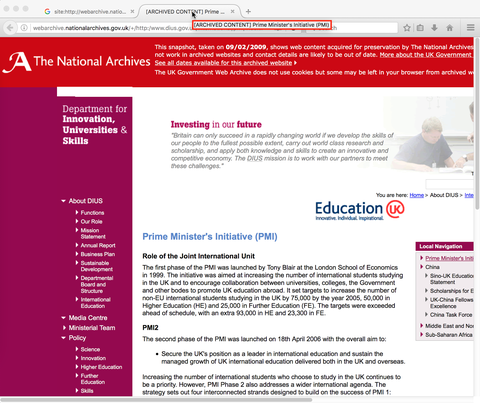 site:http://webarchive.natio...
[ARCHIVED CONTENT] Prime ...
webarchive.nationalarchives.gov.uk/+/http://www.dius.gov.
[ARCHIVED CONTENT] Prime Minister's Initiative (PMI)
The National Archives
This snapshot, taken on 09/02/2009, shows web content acquired for preservation by The National Archives
not work in archived websites and contact details are likely to be out of date. More about the UK Government
See all dates available for this archived website
The UK Government Web Archive does not use cookies but some may be left in your browser from archived w
Department for
Innovation,
Universities &
Skills
Investing in our future
"Britain can only succeed in a rapidly changing world if we develop the skills of
our people to the fullest possible extent, carry out world class research and
scholarship, and apply both knowledge and skills to create an innovative and
competitive economy. The DIUS mission is to work with our partners to meet
these challenges."
You are here: Home > About DIUS > Inte
About DIUS
Functions
Our Role
Mission
Statement
Annual Report
Business Plan
Sustainable
Development
Departmental
Board and
Structure
International
Education
Media Centre
Ministerial Team
Policy
Science
Innovation
Higher Education
Further
Education
Skills
Education UK
Innovative. Individual. Inspirational.
Prime Minister's Initiative (PMI)
Role of the Joint International Unit
The first phase of the PMI was launched by Tony Blair at the London School of Economics
in 1999. The initiative was aimed at increasing the number of international students studying
in the UK and to encourage collaboration between universities, colleges, the Government
and other bodies to promote UK education abroad. It set targets to increase the number of
non-EU international students studying in the UK by 75,000 by the year 2005, 50,000 in
Higher Education (HE) and 25,000 in Further Education (FE). The targets were exceeded
ahead of schedule, with an extra 93,000 in HE and 23,300 in FE.
PMI2
The second phase of the PMI was launched on 18th April 2006 with the overall aim to:
Secure the UK's position as a leader in international education and sustain the
managed growth of UK international education delivered both in the UK and overseas.
Increasing the number of international students who choose to study in the UK continues to
be a priority. However, PMI Phase 2 also addresses a wider international agenda. The
strategy sets out four interconnected strands designed to build on the success of PMI 1:
Local Navigation
Prime Minister's Initi
China
Sino-UK Education
Statement
Scholarships for E
UK-China Fellows
Excellence
China Task Force
Middle East and Nor
Sub-Saharan Africa